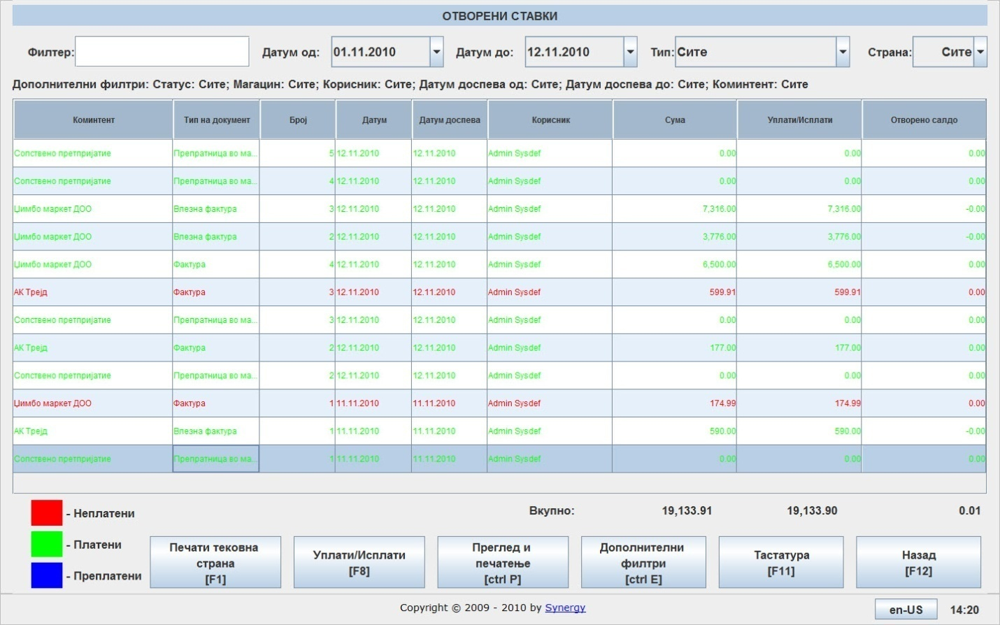 ОТВОРЕНИ СТАВКИ
Филтер: Датум од: 01.11.2010 Датум до: 12.11.2010 Тип: Сите Страна: Сите
Дополнителни филтри: Статус: Сите; Магацин: Сите; Корисник: Сите; Датум доспева од: Сите; Датум доспева до: Сите; Коминтент: Сите
Коминтент Тип на документ Број Датум Датум доспева Корисник Сума Уплати/Исплати Отворено салдо
Сопствено претпријатие Препратница во ма... 5 12.11.2010 12.11.2010 Admin Sysdef 0.00 0.00 0.00
Сопствено претпријатие Препратница во ма... 4 12.11.2010 12.11.2010 Admin Sysdef 0.00 0.00 0.00
Џимбо маркет ДОО Влезна фактура 3 12.11.2010 12.11.2010 Admin Sysdef 7,316.00 7,316.00 -0.00
Џимбо маркет ДОО Влезна фактура 2 12.11.2010 12.11.2010 Admin Sysdef 3,776.00 3,776.00 -0.00
Џимбо маркет ДОО Фактура 4 12.11.2010 12.11.2010 Admin Sysdef 6,500.00 6,500.00 0.00
АК Трејд Фактура 3 12.11.2010 12.11.2010 Admin Sysdef 599.91 599.91 0.00
Сопствено претпријатие Препратница во ма... 3 12.11.2010 12.11.2010 Admin Sysdef 0.00 0.00 0.00
АК Трејд Фактура 2 12.11.2010 12.11.2010 Admin Sysdef 177.00 177.00 0.00
Сопствено претпријатие Препратница во ма... 2 12.11.2010 12.11.2010 Admin Sysdef 0.00 0.00 0.00
Џимбо маркет ДОО Фактура 1 11.11.2010 11.11.2010 Admin Sysdef 174.99 174.99 0.00
АК Трејд Влезна фактура 1 11.11.2010 11.11.2010 Admin Sysdef 590.00 590.00 -0.00
Сопствено претпријатие Препратница во ма... 1 11.11.2010 11.11.2010 Admin Sysdef 0.00 0.00 0.00
Вкупно: 19,133.91 19,133.90 0.01
- Неплатени
- Платени
- Преплатени
Печати тековна
страна
[F1]
Уплати/Исплати
[F8]
Преглед и
печатење
[ctrl P]
Дополнителни
филтри
[ctrl E]
Тастатура
[F11]
Назад
[F12]
Copyright © 2009 - 2010 by Synergy
en-US 14:20